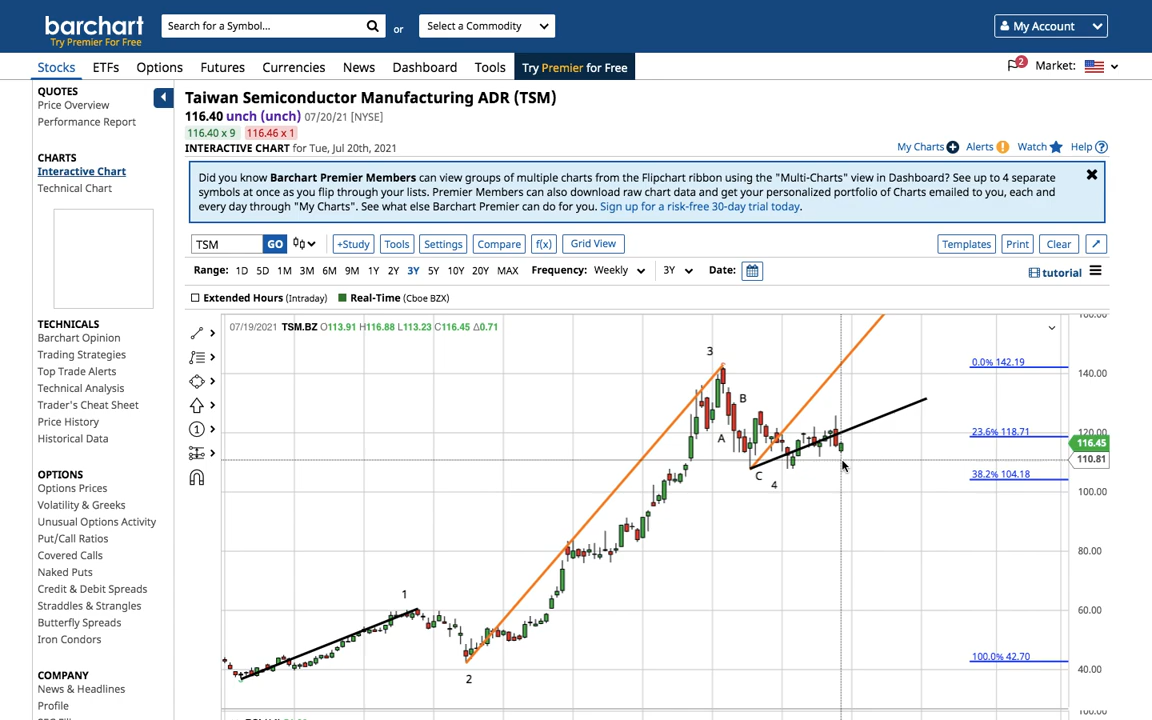 barchart
Try Premier For Free
Search for a Symbol...
or
Select a Commodity
My Account
Stocks ETFs Options Futures Currencies News Dashboard Tools Try Premier for Free
2 Market:
QUOTES
Price Overview
Performance Report
CHARTS
Interactive Chart
Technical Chart
TECHNICALS
Barchart Opinion
Trading Strategies
Top Trade Alerts
Technical Analysis
Trader's Cheat Sheet
Price History
Historical Data
OPTIONS
Options Prices
Volatility & Greeks
Unusual Options Activity
Put/Call Ratios
Covered Calls
Naked Puts
Credit & Debit Spreads
Straddles & Strangles
Butterfly Spreads
Iron Condors
COMPANY
News & Headlines
Profile
Taiwan Semiconductor Manufacturing ADR (TSM)
116.40 unch (unch) 07/20/21 [NYSE]
116.40 x 9 116.46 x 1
INTERACTIVE CHART for Tue, Jul 20th, 2021
My Charts Alerts Watch Help
Did you know Barchart Premier Members can view groups of multiple charts from the Flipchart ribbon using the "Multi-Charts" view in Dashboard? See up to 4 separate
symbols at once as you flip through your lists. Premier Members can also download raw chart data and get your personalized portfolio of Charts emailed to you, each and
every day through "My Charts". See what else Barchart Premier can do for you. Sign up for a risk-free 30-day trial today.
TSM GO +Study Tools Settings Compare f(x) Grid View Templates Print Clear
Range: 1D 5D 1M 3M 6M 9M 1Y 2Y 3Y 5Y 10Y 20Y MAX Frequency: Weekly 3Y Date:
tutorial
Extended Hours (Intraday) Real-Time (Cboe BZX)
07/19/2021 TSM.BZ O113.91 H116.88 L113.23 C116.45 Δ0.71
160.00
3
0.0% 142.19
140.00
B
A
23.6% 118.71
120.00
116.45
110.81
C
4
38.2% 104.18
100.00
80.00
1
60.00
2
100.0% 42.70
40.00
100.00